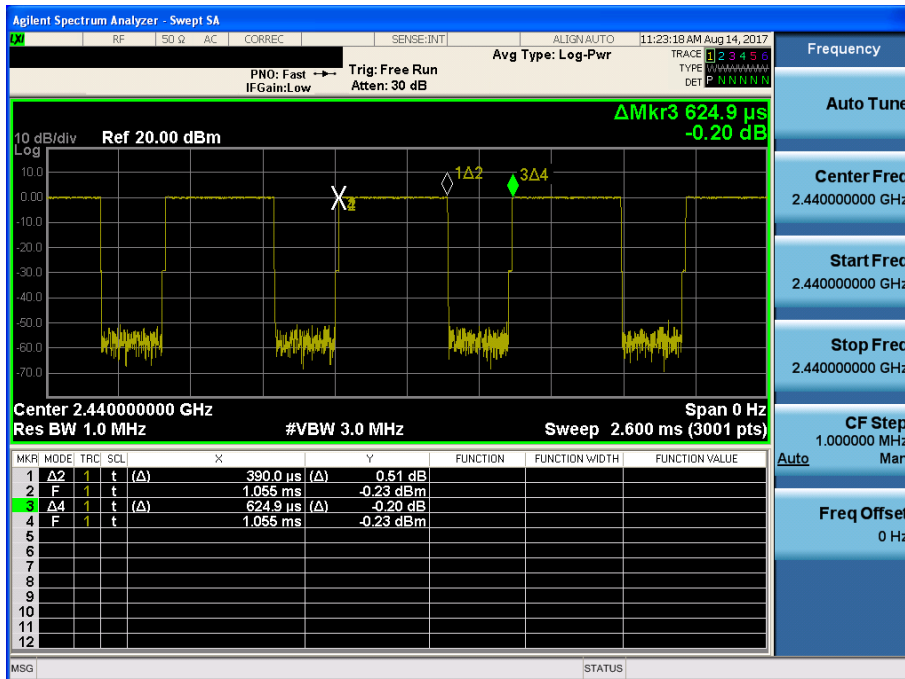 Agilent Spectrum Analyzer - Swept SA
LXI RF 50 Ω AC CORREC SENSE:INT ALIGN AUTO 11:23:18 AM Aug 14, 2017
Frequency
PNO: Fast Trig: Free Run Avg Type: Log-Pwr TRACE 1 2 3 4 5 6
IFGain:Low Atten: 30 dB TYPE WWWWWW
DET P N N N N N
Auto Tune
ΔMkr3 624.9 µs
-0.20 dB
10 dB/div Ref 20.00 dBm
Log
10.0
0.00
-10.0
-20.0
-30.0
-40.0
-50.0
-60.0
-70.0
1Δ2
3Δ4
Center Freq
2.440000000 GHz
Start Freq
2.440000000 GHz
Stop Freq
2.440000000 GHz
Center 2.440000000 GHz Span 0 Hz
Res BW 1.0 MHz #VBW 3.0 MHz Sweep 2.600 ms (3001 pts)
CF Step
1.000000 MHz
Auto Man
Freq Offset
0 Hz
MKR MODE TRC SCL X Y FUNCTION FUNCTION WIDTH FUNCTION VALUE
1 Δ2 1 t (Δ) 390.0 µs (Δ) 0.51 dB
2 F 1 t 1.055 ms -0.23 dBm
3 Δ4 1 t (Δ) 624.9 µs (Δ) -0.20 dB
4 F 1 t 1.055 ms -0.23 dBm
5
6
7
8
9
10
11
12
MSG STATUS